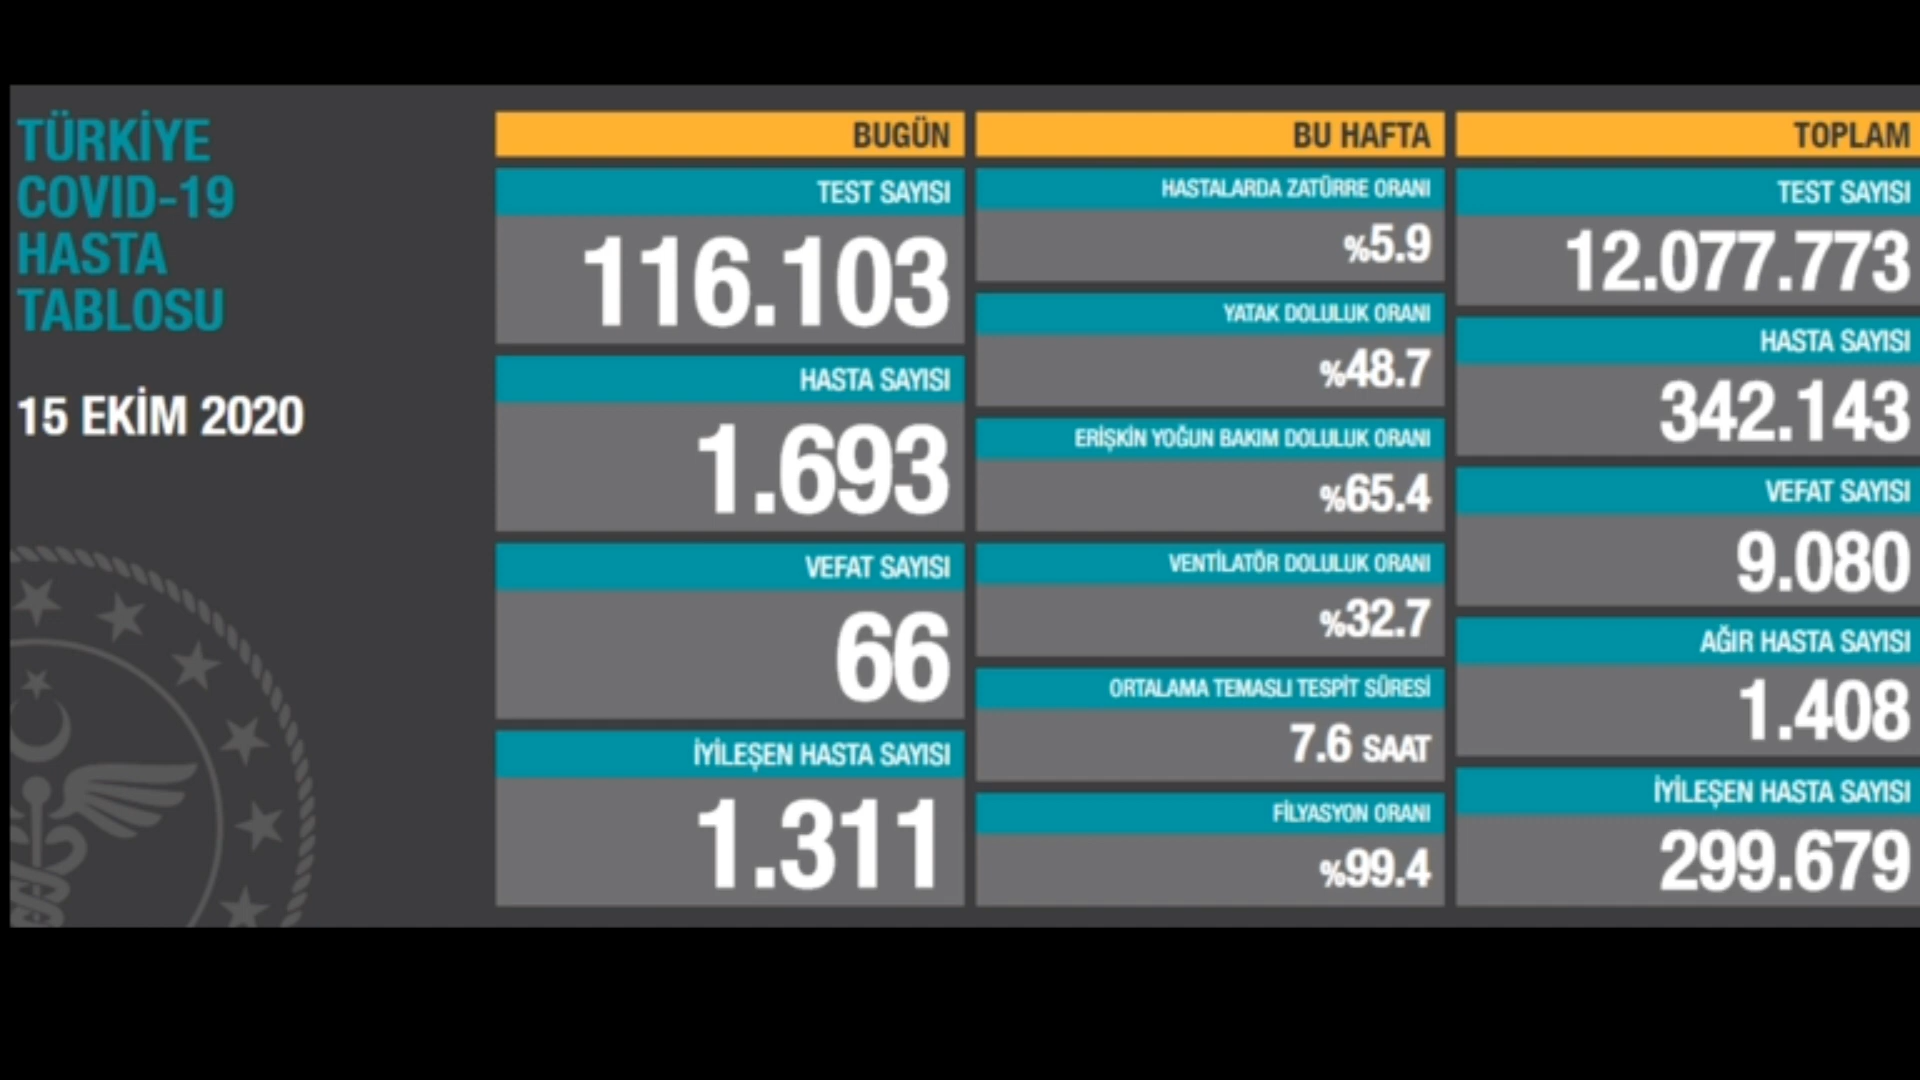 TÜRKİYE
COVID-19
HASTA
TABLOSU
15 EKİM 2020
BUGÜN
TEST SAYISI
116.103
HASTA SAYISI
1.693
VEFAT SAYISI
66
İYİLEŞEN HASTA SAYISI
1.311
BU HAFTA
HASTALARDA ZATÜRRE ORANI
%5.9
YATAK DOLULUK ORANI
%48.7
ERİŞKİN YOĞUN BAKIM DOLULUK ORANI
%65.4
VENTİLATÖR DOLULUK ORANI
%32.7
ORTALAMA TEMASLI TESPİT SÜRESİ
7.6 SAAT
FİLYASYON ORANI
%99.4
TOPLAM
TEST SAYISI
12.077.773
HASTA SAYISI
342.143
VEFAT SAYISI
9.080
AĞIR HASTA SAYISI
1.408
İYİLEŞEN HASTA SAYISI
299.679